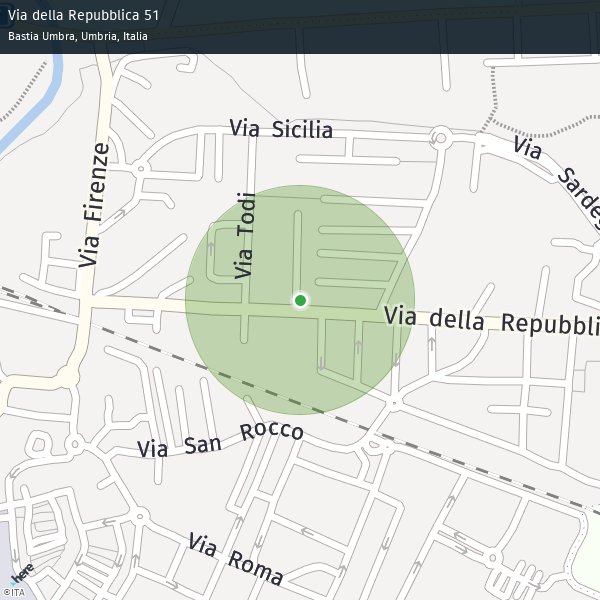 Via della Repubblica 51
Bastia Umbra, Umbria, Italia
Via Sicilia
Via Sardeg
Via Firenze
Via Todi
Via della Repubbli
Via San Rocco
Via Roma
here
©ITA